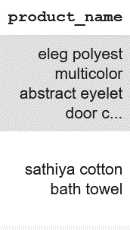 product_name
eleg polyest
multicolor
abstract eyelet
door c...
sathiya cotton
bath towel